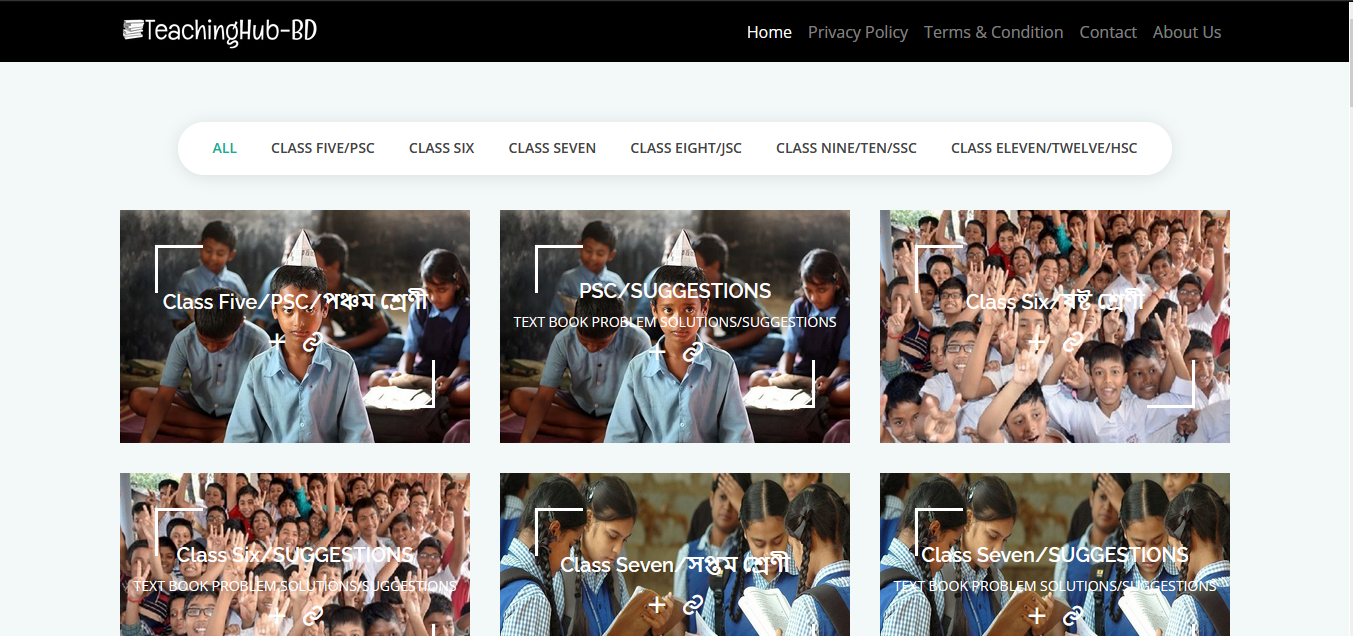 TeachingHub-BD
Home Privacy Policy Terms & Condition Contact About Us
ALL CLASS FIVE/PSC CLASS SIX CLASS SEVEN CLASS EIGHT/JSC CLASS NINE/TEN/SSC CLASS ELEVEN/TWELVE/HSC
Class Five/PSC/পঞ্চম শ্রেণী
PSC/SUGGESTIONS
TEXT BOOK PROBLEM SOLUTIONS/SUGGESTIONS
Class Six/ষষ্ট শ্রেণী
Class Six/SUGGESTIONS
TEXT BOOK PROBLEM SOLUTIONS/SUGGESTIONS
Class Seven/সপ্তম শ্রেণী
Class Seven/SUGGESTIONS
TEXT BOOK PROBLEM SOLUTIONS/SUGGESTIONS